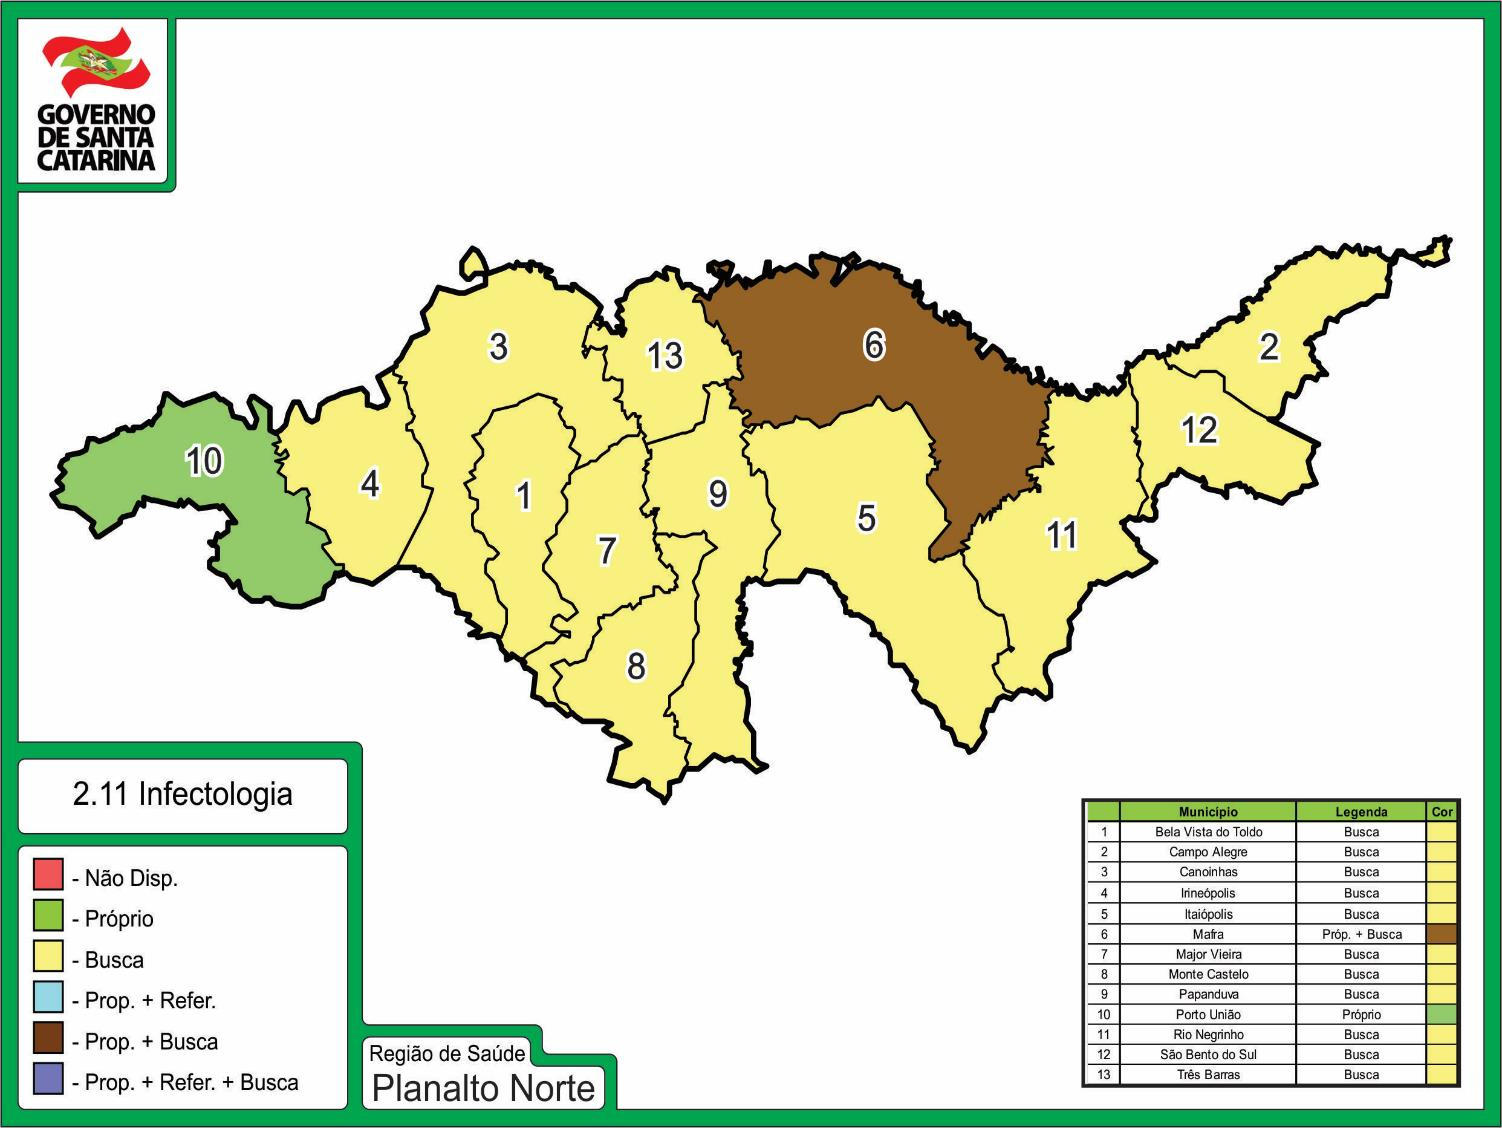 GOVERNO
DE SANTA
CATARINA
3
13
6
2
10
4
1
9
5
12
11
7
8
2.11 Infectologia
- Não Disp.
- Próprio
- Busca
- Prop. + Refer.
- Prop. + Busca
- Prop. + Refer. + Busca
Região de Saúde
Planalto Norte
Município Legenda Cor
1 Bela Vista do Toldo Busca
2 Campo Alegre Busca
3 Canoinhas Busca
4 Irineópolis Busca
5 Itaiópolis Busca
6 Mafra Próp. + Busca
7 Major Vieira Busca
8 Monte Castelo Busca
9 Papanduva Busca
10 Porto União Próprio
11 Rio Negrinho Busca
12 São Bento do Sul Busca
13 Três Barras Busca